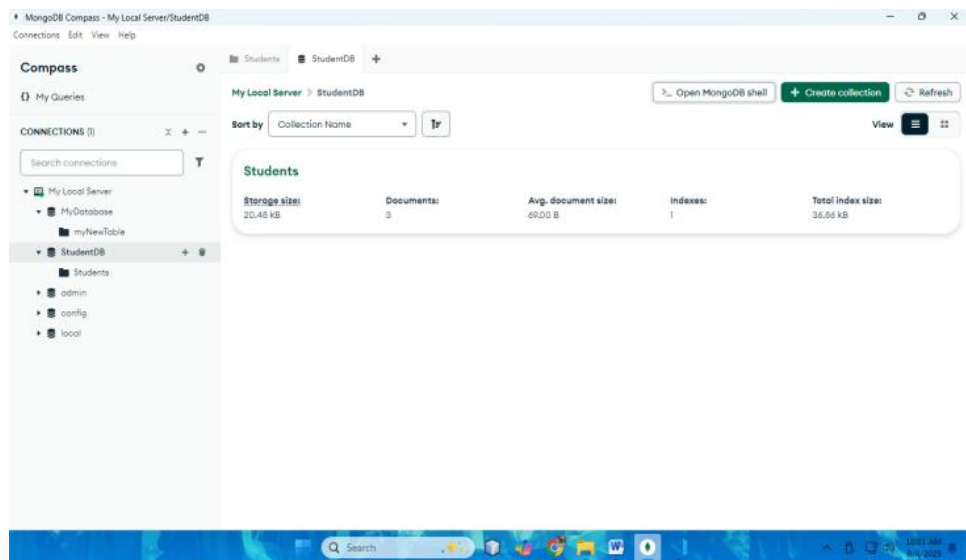 MongoDB Compass - My Local Server/StudentDB
Connections Edit View Help
Compass
{} My Queries
CONNECTIONS (1)
Search connections
My Local Server
MyDatabase
myNewTable
StudentDB
Students
admin
config
local
Students StudentDB
My Local Server > StudentDB
>_ Open MongoDB shell + Create collection Refresh
Sort by Collection Name View
Students
Storage size: Documents: Avg. document size: Indexes: Total index size:
20.48 kB 3 69.00 B 1 36.86 kB
Search
AM